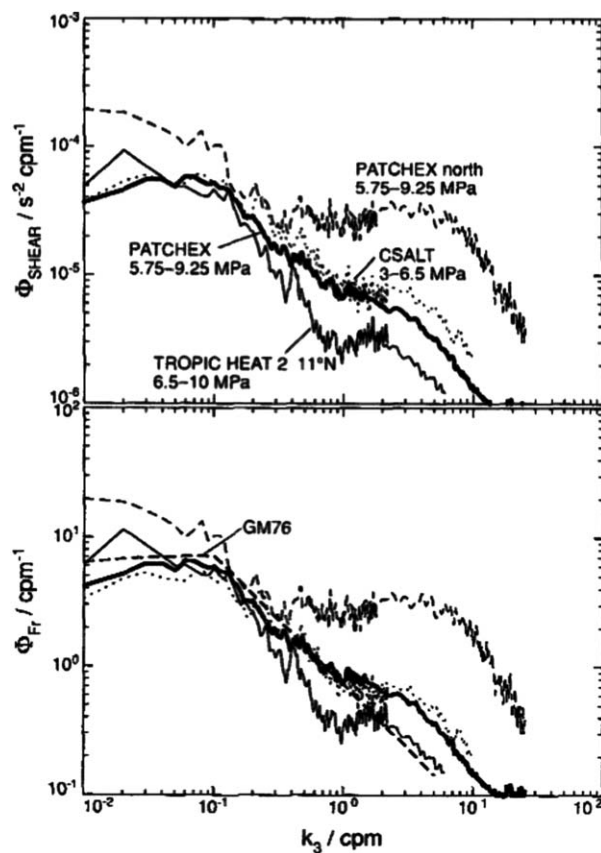 10⁻³
10⁻⁴
10⁻⁵
10⁻⁶
Φ_SHEAR / s⁻² cpm⁻¹
PATCHEX north
5.75–9.25 MPa
PATCHEX
5.75–9.25 MPa
CSALT
3–6.5 MPa
TROPIC HEAT 2 11°N
6.5–10 MPa
10²
10¹
10⁰
10⁻¹
Φ_Fr / cpm⁻¹
GM76
10⁻² 10⁻¹ 10⁰ 10¹ 10²
k₃ / cpm